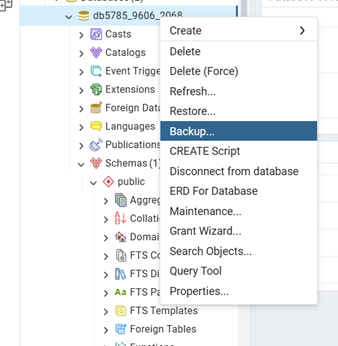 db5785_9606_2068
Create
Casts
Delete
Catalogs
Delete (Force)
Event Trigge
Refresh...
Extensions
Restore...
Foreign Data
Backup...
Languages
CREATE Script
Publications
Disconnect from database
Schemas (1)
ERD For Database
public
Maintenance...
Aggreg
Grant Wizard...
Collati
Search Objects...
Domai
Query Tool
FTS Co
Properties...
FTS Di
FTS Pa
FTS Templates
Foreign Tables